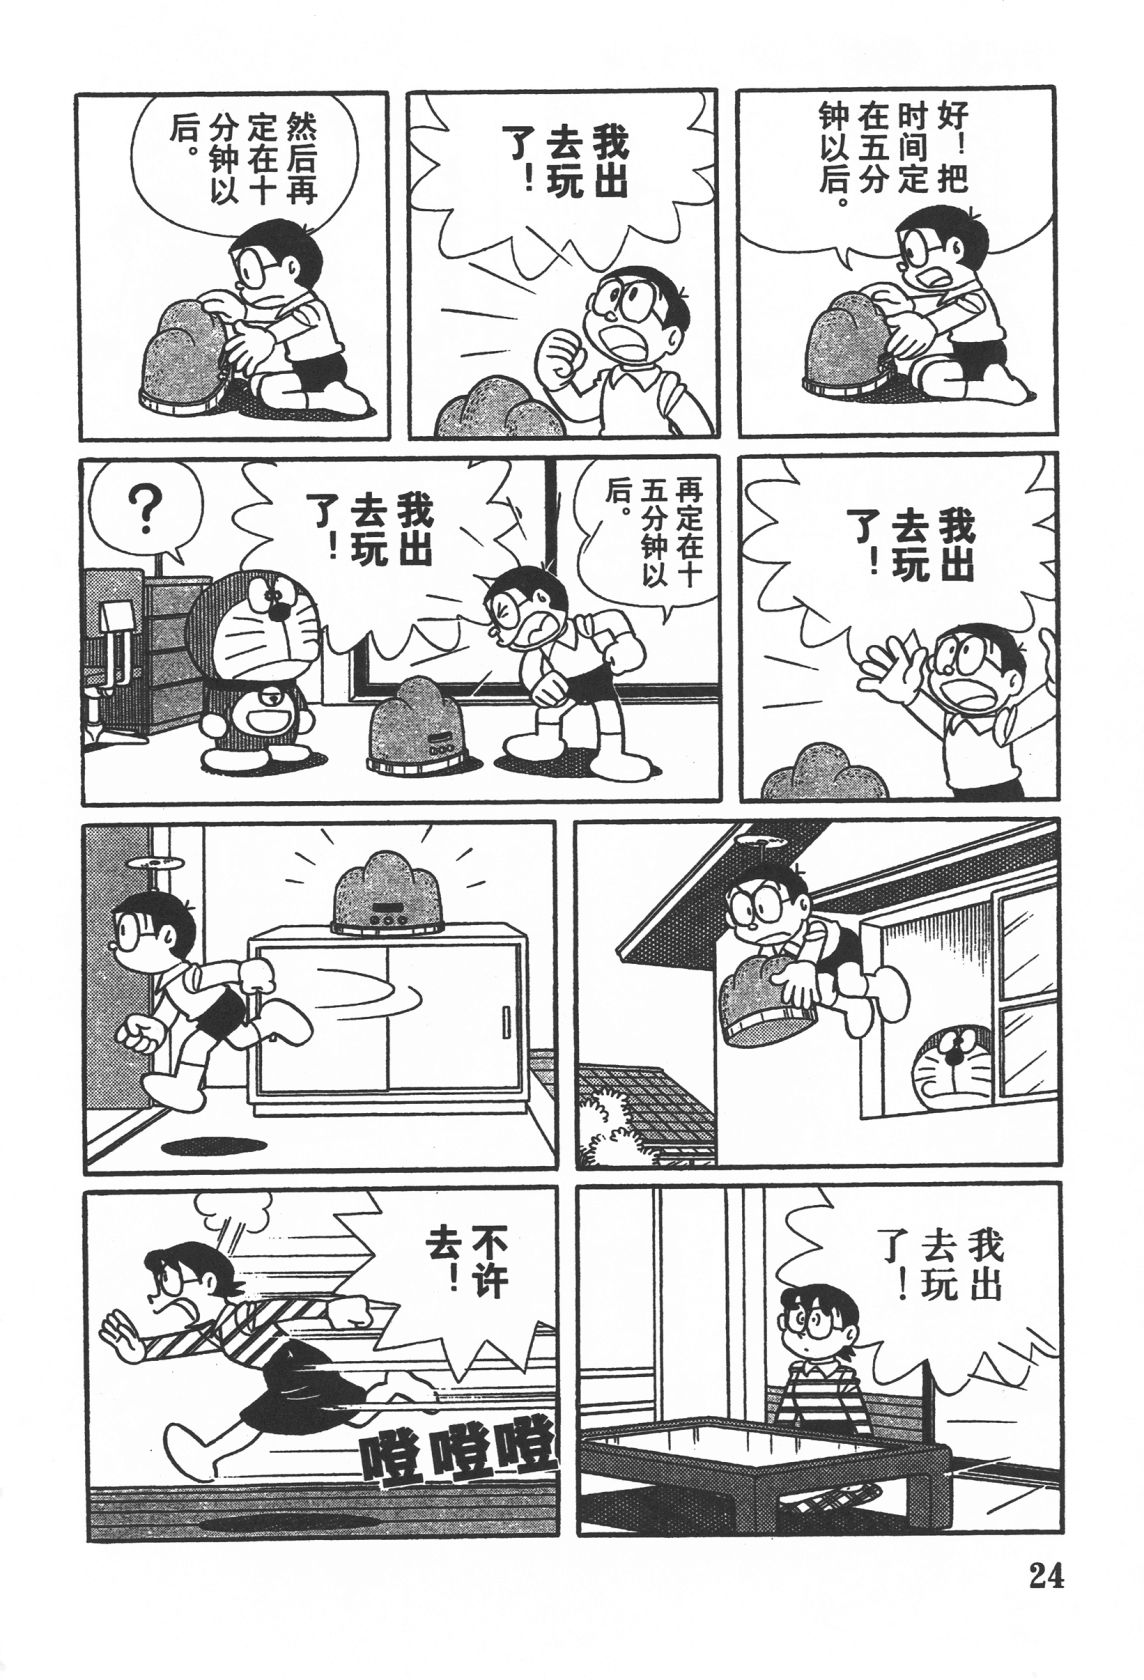 好！把
时间定
在五分
钟以后。
我出
去玩
了！
然后再
定在十
分钟以
后。
我出
去玩
了！
再定在十
五分钟以
后。
我出
去玩
了！
？
我出
去玩
了！
不许
去！
噔噔噔
24